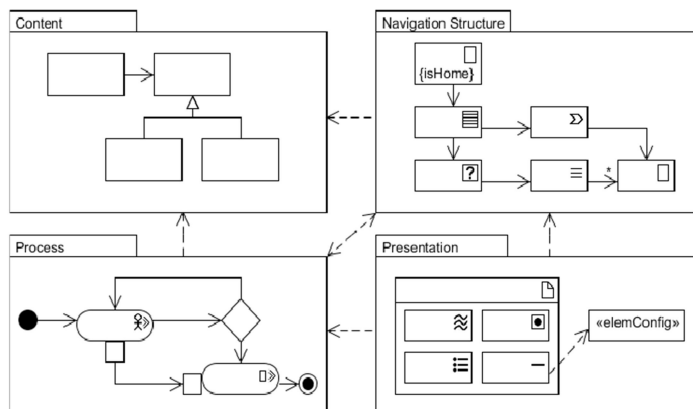 Content
Navigation Structure
{isHome}
?
*
Process
Presentation
«elemConfig»